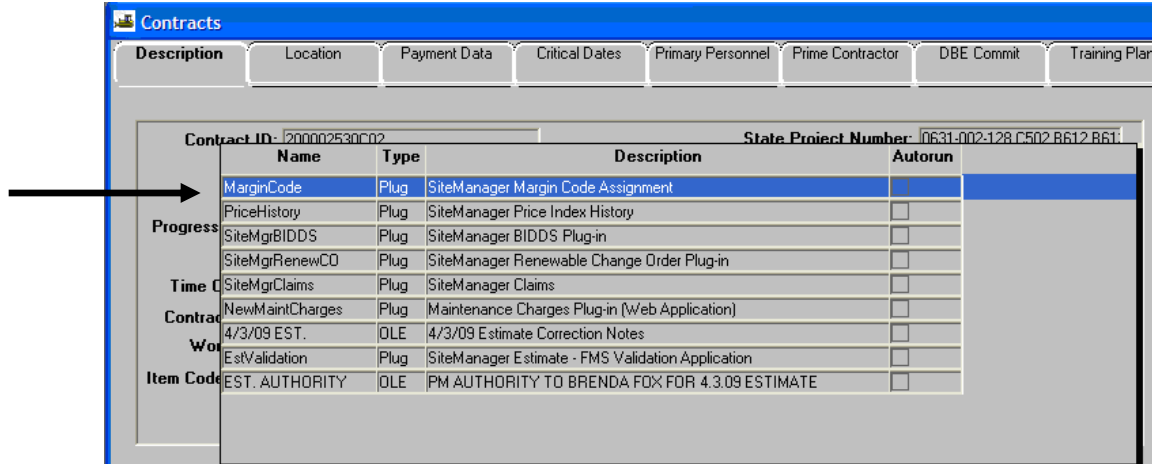 Contracts
Description Location Payment Data Critical Dates Primary Personnel Prime Contractor DBE Commit Training Plan
Contract ID: 200002530C02 State Project Number: 0631-002-128 C502 B612 B61
Name Type Description Autorun
MarginCode Plug SiteManager Margin Code Assignment
PriceHistory Plug SiteManager Price Index History
Progress
SiteMgrBIDDS Plug SiteManager BIDDS Plug-in
SiteMgrRenewCO Plug SiteManager Renewable Change Order Plug-in
Time C SiteMgrClaims Plug SiteManager Claims
NewMaintCharges Plug Maintenance Charges Plug-in (Web Application)
Contrac
4/3/09 EST. OLE 4/3/09 Estimate Correction Notes
Wor
EstValidation Plug SiteManager Estimate - FMS Validation Application
Item Code EST. AUTHORITY OLE PM AUTHORITY TO BRENDA FOX FOR 4.3.09 ESTIMATE